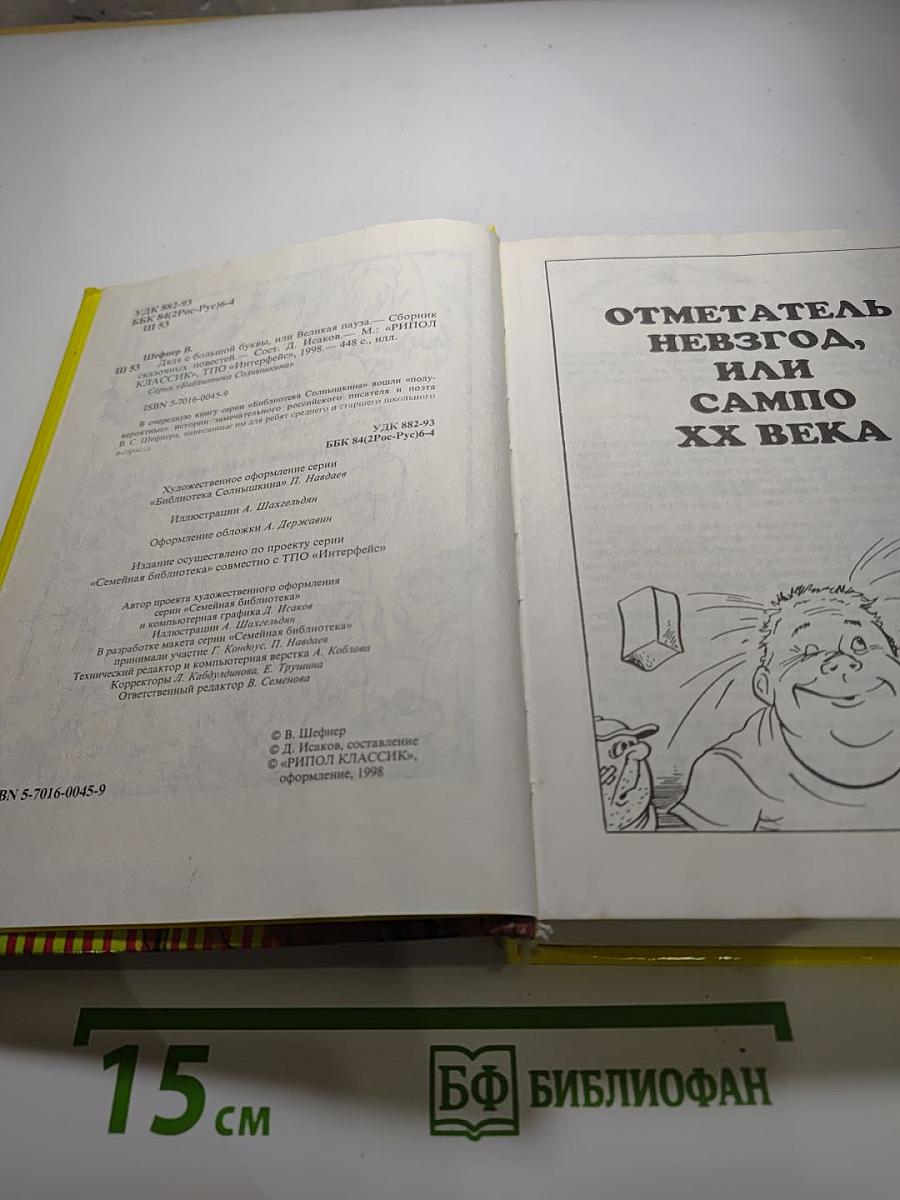 УДК 882-93
ББК 84(2Рос-Рус)6-4
Ш 53
Шефнер В.
Ш 53 Дядя с большой буквы, или Великая пауза.— Сборник
сказочных повестей.— Сост. Д. Исаков.— М.: «РИПОЛ
КЛАССИК», ТПО «Интерфейс», 1998.— 448 с., илл.
Серия «Библиотека Солнышкина»
ISBN 5-7016-0045-9
В очередную книгу серии «Библиотека Солнышкина» вошли «полу-
вероятные» истории замечательного российского писателя и поэта
В. С. Шефнера, написанные им для ребят среднего и старшего школьного
возраста
УДК 882-93
ББК 84(2Рос-Рус)6-4
Художественное оформление серии
«Библиотека Солнышкина» П. Навдаев
Иллюстрации А. Шахгельдян
Оформление обложки А. Державин
Издание осуществлено по проекту серии
«Семейная библиотека» совместно с ТПО «Интерфейс»
Автор проекта художественного оформления
серии «Семейная библиотека»
и компьютерная графика Д. Исаков
Иллюстрации А. Шахгельдян
В разработке макета серии «Семейная библиотека»
принимали участие Г. Кондоус, П. Навдаев
Технический редактор и компьютерная верстка А. Коблова
Корректоры Л. Кабдулдинова, Е. Трушина
Ответственный редактор В. Семенова
© В. Шефнер
© Д. Исаков, составление
© «РИПОЛ КЛАССИК»,
оформление, 1998
BN 5-7016-0045-9
ОТМЕТАТЕЛЬ
НЕВЗГОД,
ИЛИ
САМПО
XX ВЕКА
15 см
БФ БИБЛИОФАН